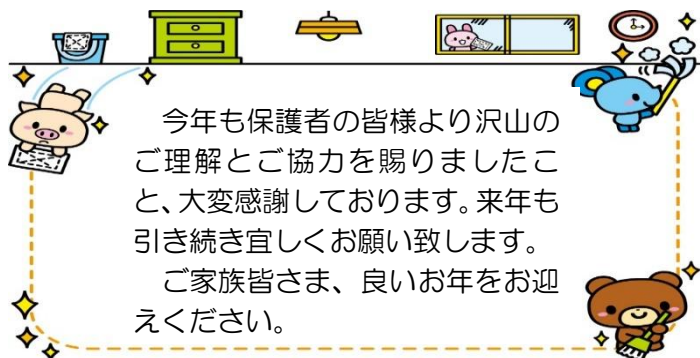 今年も保護者の皆様より沢山の
ご理解とご協力を賜りましたこ
と、大変感謝しております。来年も
引き続き宜しくお願い致します。
　ご家族皆さま、良いお年をお迎
えください。